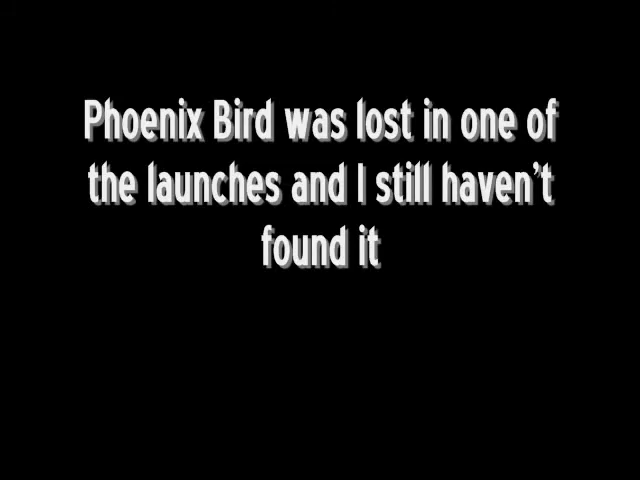 Phoenix Bird was lost in one of
the launches and I still haven't
found it